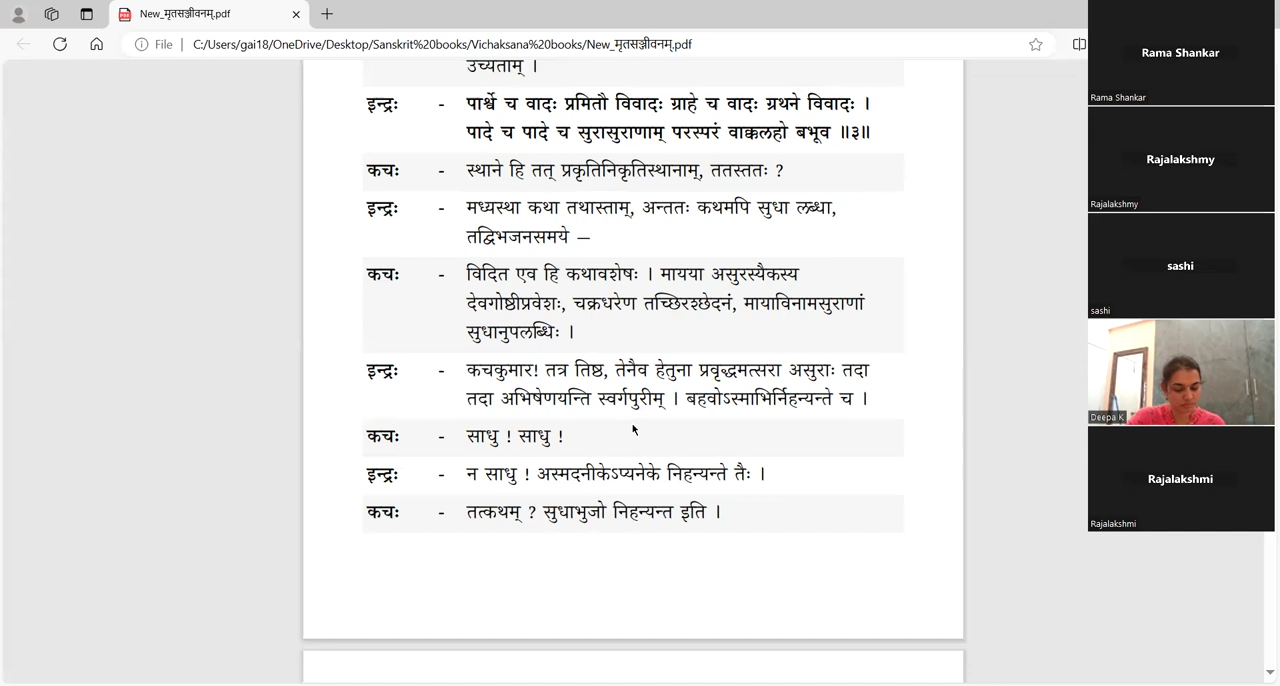 New_मृतसञ्जीवनम्.pdf
File
C:/Users/gai18/OneDrive/Desktop/Sanskrit%20books/Vichaksana%20books/New_मृतसञ्जीवनम्.pdf
उच्यताम् ।
इन्द्रः - पार्श्वे च वादः प्रमितौ विवादः ग्राहे च वादः ग्रथने विवादः ।
पादे च पादे च सुरासुराणाम् परस्परं वाक्कलहो बभूव ॥३॥
कचः - स्थाने हि तत् प्रकृतिनिकृतिस्थानाम्, ततस्ततः ?
इन्द्रः - मध्यस्था कथा तथास्ताम्, अन्ततः कथमपि सुधा लब्धा,
तद्विभजनसमये –
कचः - विदित एव हि कथावशेषः । मायया असुरस्यैकस्य
देवगोष्ठीप्रवेशः, चक्रधरेण तच्छिरश्छेदनं, मायाविनामसुराणां
सुधानुपलब्धिः ।
इन्द्रः - कचकुमार! तत्र तिष्ठ, तेनैव हेतुना प्रवृद्धमत्सरा असुराः तदा
तदा अभिषेणयन्ति स्वर्गपुरीम् । बहवोऽस्माभिर्निहन्यन्ते च ।
कचः - साधु ! साधु !
इन्द्रः - न साधु ! अस्मदनीकेऽप्यनेके निहन्यन्ते तैः ।
कचः - तत्कथम् ? सुधाभुजो निहन्यन्त इति ।
Rama Shankar
Rama Shankar
Rajalakshmy
Rajalakshmy
sashi
sashi
Deepa K
Rajalakshmi
Rajalakshmi